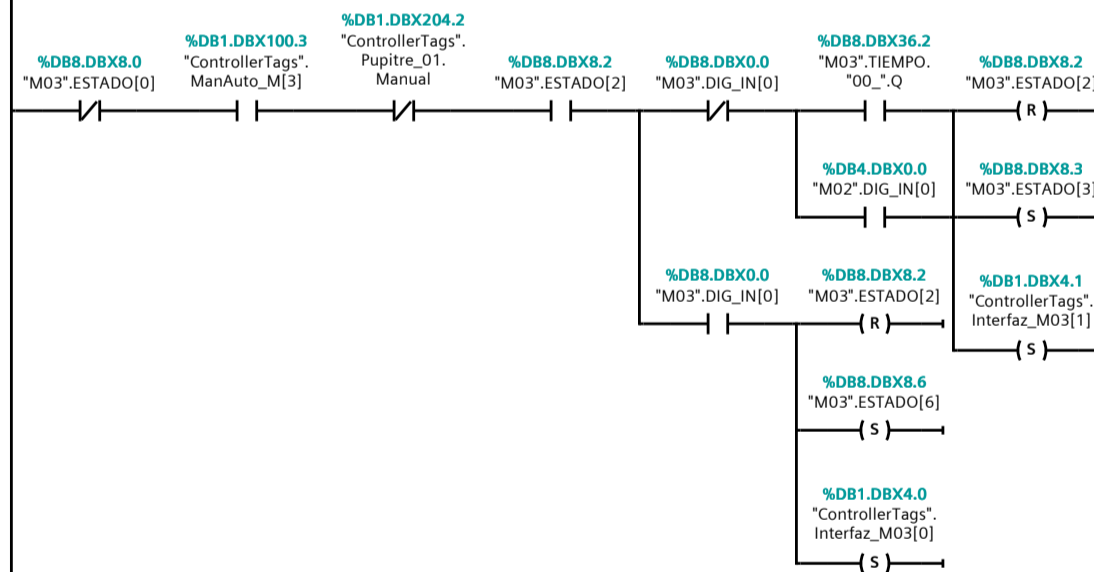 %DB8.DBX8.0
"M03".ESTADO[0]
%DB1.DBX100.3
"ControllerTags".
ManAuto_M[3]
%DB1.DBX204.2
"ControllerTags".
Pupitre_01.
Manual
%DB8.DBX8.2
"M03".ESTADO[2]
%DB8.DBX0.0
"M03".DIG_IN[0]
%DB8.DBX36.2
"M03".TIEMPO.
"00_".Q
%DB8.DBX8.2
"M03".ESTADO[2]
R
%DB4.DBX0.0
"M02".DIG_IN[0]
%DB8.DBX8.3
"M03".ESTADO[3]
S
%DB8.DBX0.0
"M03".DIG_IN[0]
%DB8.DBX8.2
"M03".ESTADO[2]
R
%DB1.DBX4.1
"ControllerTags".
Interfaz_M03[1]
S
%DB8.DBX8.6
"M03".ESTADO[6]
S
%DB1.DBX4.0
"ControllerTags".
Interfaz_M03[0]
S